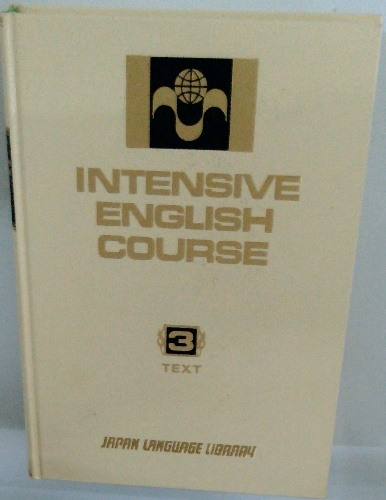 INTENSIVE
ENGLISH
COURSE
3
TEXT
JAPAN LANGUAGE LIBRARY